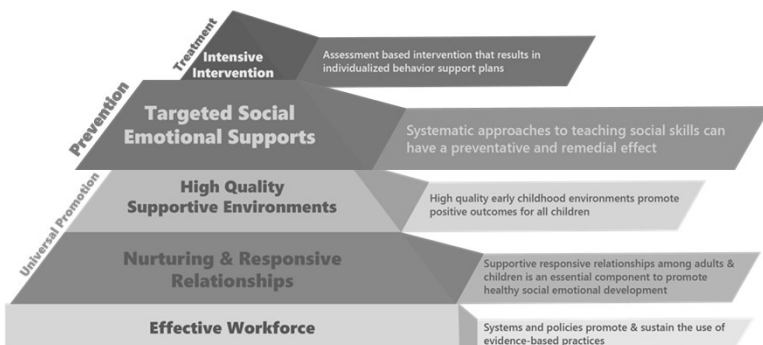 Treatment
Intensive
Intervention
Assessment based intervention that results in
individualized behavior support plans
Prevention
Targeted Social
Emotional Supports
Systematic approaches to teaching social skills can
have a preventative and remedial effect
Universal Promotion
High Quality
Supportive Environments
High quality early childhood environments promote
positive outcomes for all children
Nurturing & Responsive
Relationships
Supportive responsive relationships among adults &
children is an essential component to promote
healthy social emotional development
Effective Workforce
Systems and policies promote & sustain the use of
evidence-based practices